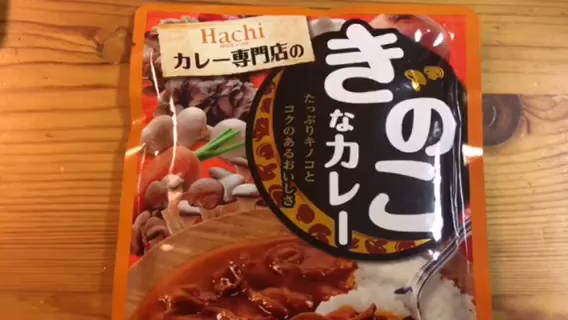 Hachi
カレー専門店の
きのこ
なカレー
たっぷりキノコと
コクのあるおいしさ